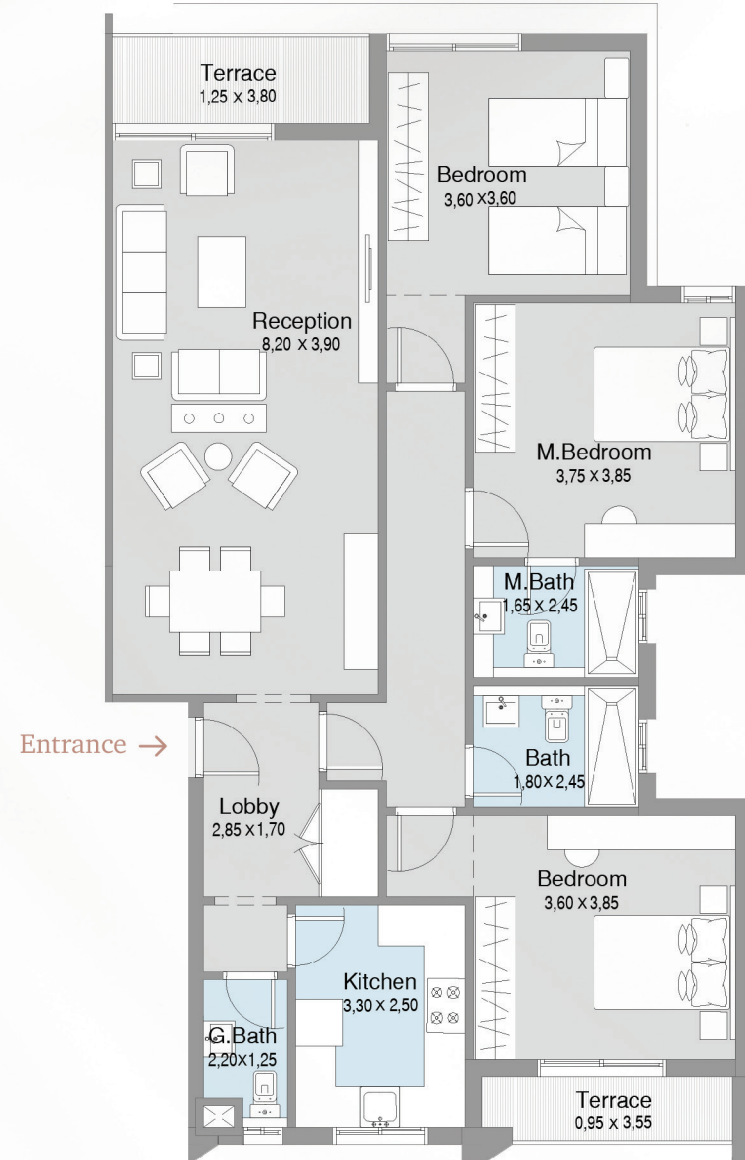 Terrace
1,25 x 3,80
Bedroom
3,60 x3,60
Reception
8,20 x 3,90
M.Bedroom
3,75 x 3,85
M.Bath
1,65 x 2,45
Entrance →
Bath
1,80 x 2,45
Lobby
2,85 x 1,70
Bedroom
3,60 x 3,85
Kitchen
3,30 x 2,50
G.Bath
2,20x1,25
Terrace
0,95 x 3,55